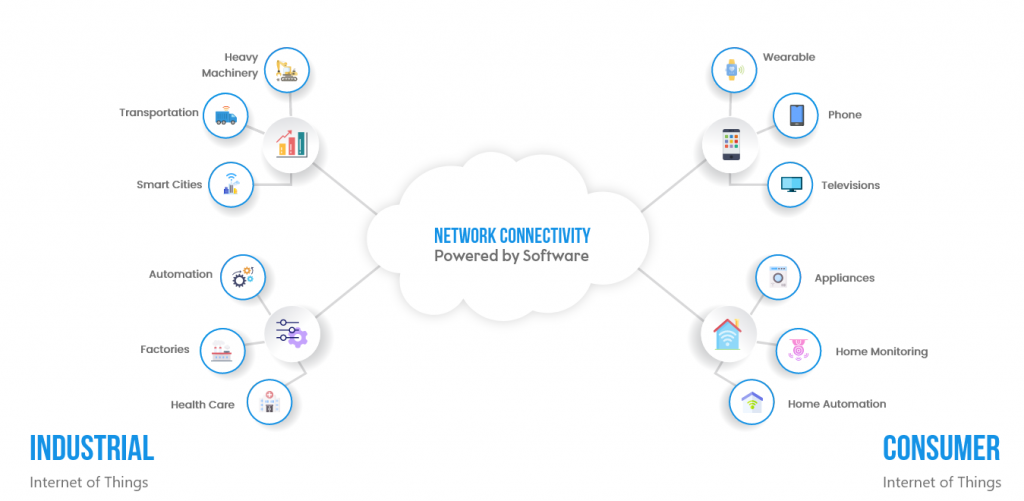 Heavy
Machinery
Transportation
Smart Cities
Automation
Factories
Health Care
INDUSTRIAL
Internet of Things
NETWORK CONNECTIVITY
Powered by Software
Wearable
Phone
Televisions
Appliances
Home Monitoring
Home Automation
CONSUMER
Internet of Things